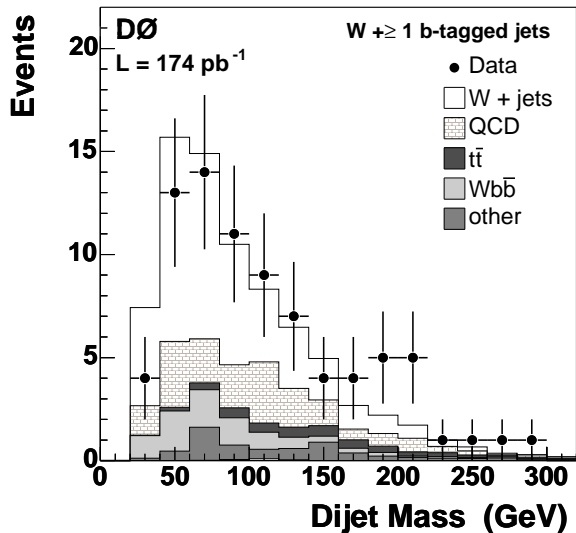 DØ
W +≥ 1 b-tagged jets
L = 174 pb⁻¹
Data
W + jets
QCD
tt̄
Wbb̄
other
Events
20
15
10
5
0
0 50 100 150 200 250 300
Dijet Mass (GeV)